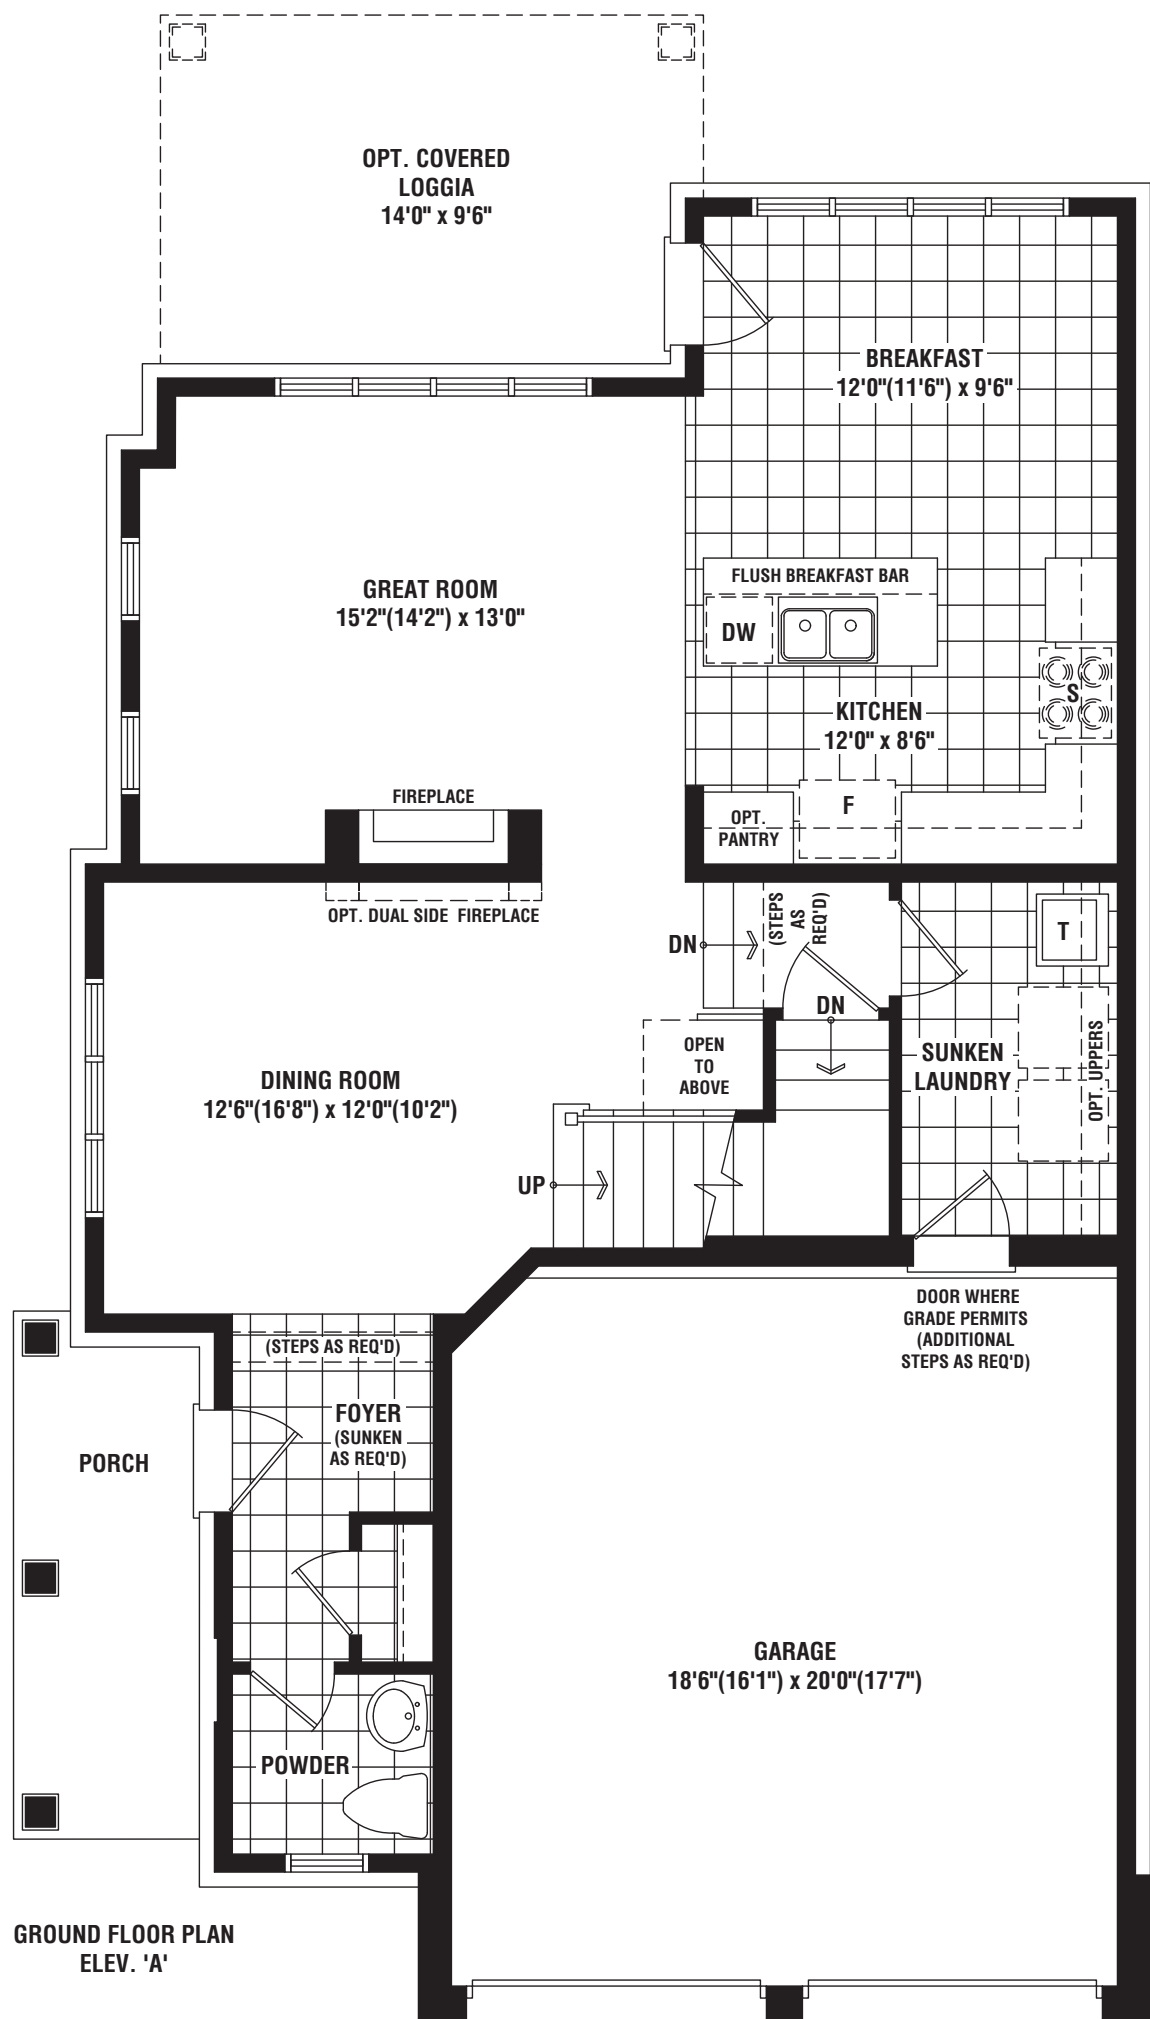 OPT. COVERED
LOGGIA
14'0" x 9'6"
BREAKFAST
12'0"(11'6") x 9'6"
GREAT ROOM
15'2"(14'2") x 13'0"
FLUSH BREAKFAST BAR
DW
S
KITCHEN
12'0" x 8'6"
FIREPLACE
F
OPT.
PANTRY
OPT. DUAL SIDE FIREPLACE
(STEPS
AS
REQ'D)
T
DN
DN
OPEN
TO
ABOVE
SUNKEN
LAUNDRY
OPT. UPPERS
DINING ROOM
12'6"(16'8") x 12'0"(10'2")
UP
DOOR WHERE
GRADE PERMITS
(ADDITIONAL
STEPS AS REQ'D)
(STEPS AS REQ'D)
FOYER
(SUNKEN
AS REQ'D)
PORCH
GARAGE
18'6"(16'1") x 20'0"(17'7")
POWDER
GROUND FLOOR PLAN
ELEV. 'A'